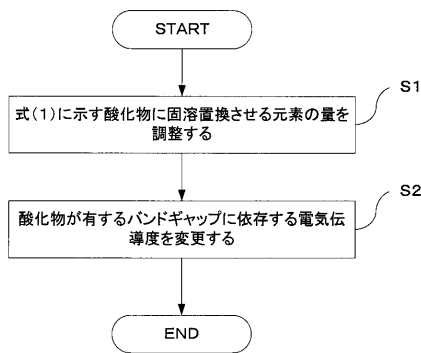 START
S1
式(1)に示す酸化物に固溶置換させる元素の量を
調整する
S2
酸化物が有するバンドギャップに依存する電気伝
導度を変更する
END